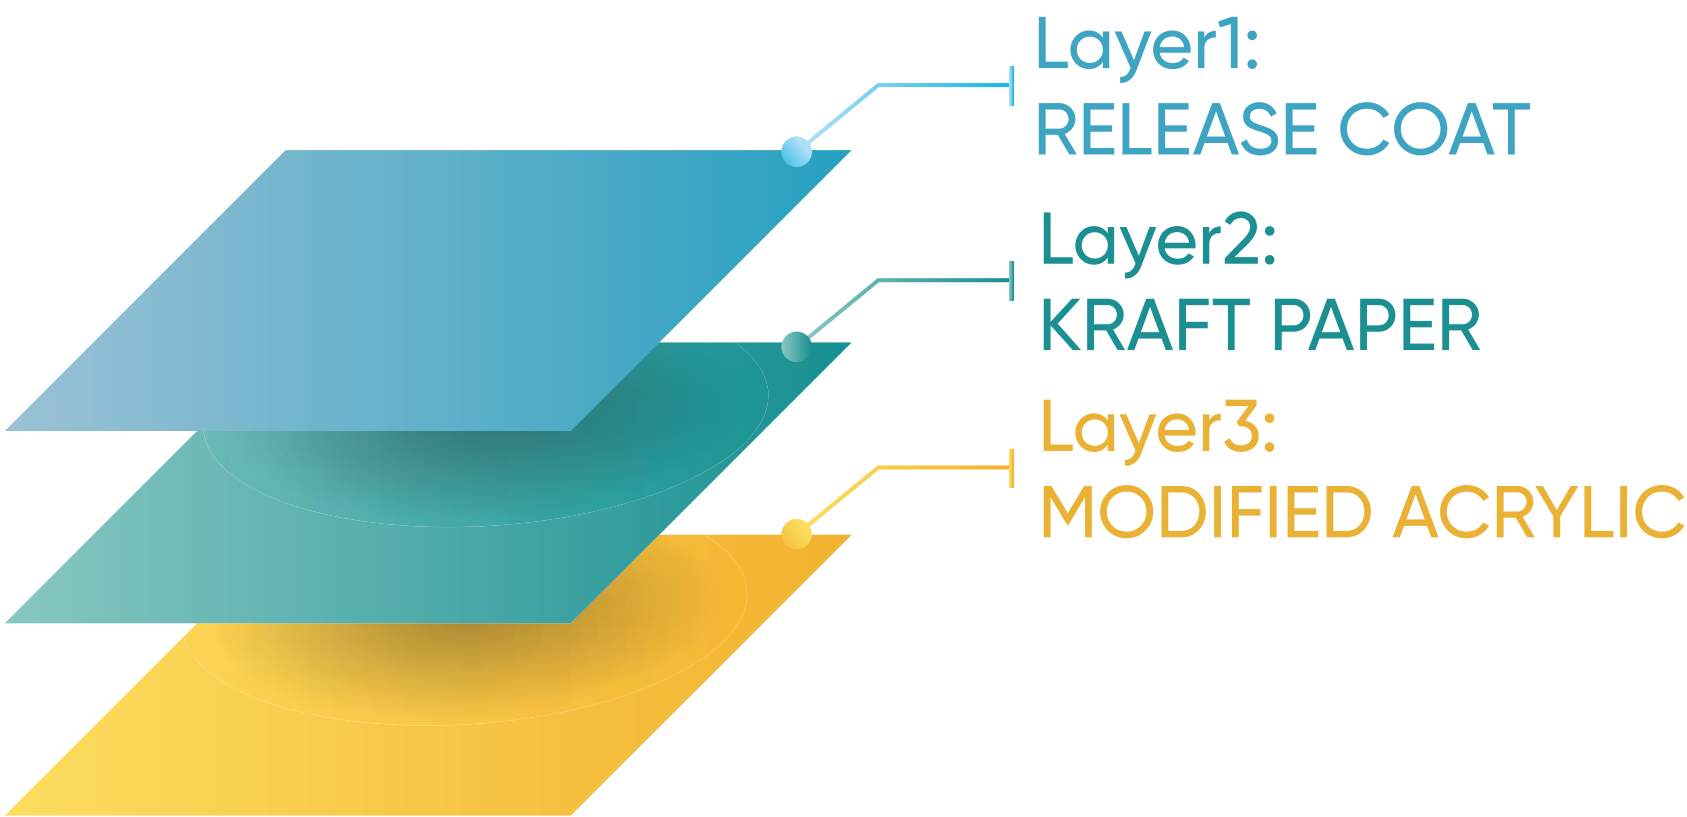 Layer1:
RELEASE COAT
Layer2:
KRAFT PAPER
Layer3:
MODIFIED ACRYLIC